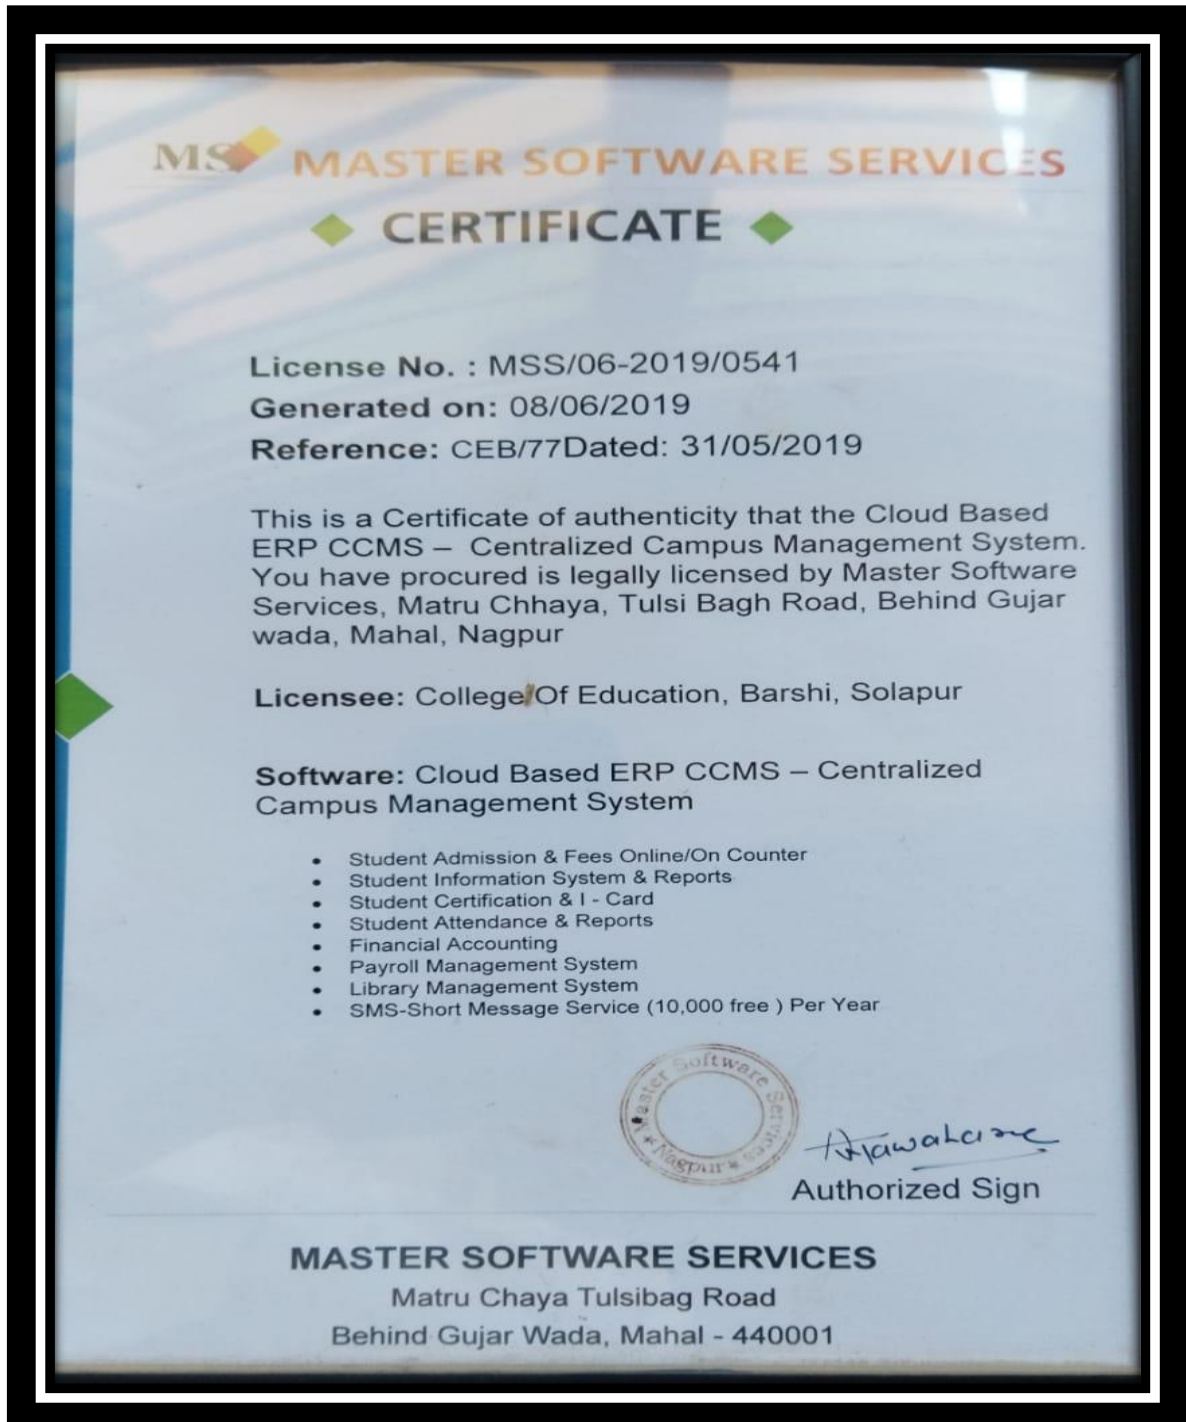 MS MASTER SOFTWARE SERVICES
CERTIFICATE
License No. : MSS/06-2019/0541
Generated on: 08/06/2019
Reference: CEB/77Dated: 31/05/2019
This is a Certificate of authenticity that the Cloud Based
ERP CCMS – Centralized Campus Management System.
You have procured is legally licensed by Master Software
Services, Matru Chhaya, Tulsi Bagh Road, Behind Gujar
wada, Mahal, Nagpur
Licensee: College Of Education, Barshi, Solapur
Software: Cloud Based ERP CCMS – Centralized
Campus Management System
• Student Admission & Fees Online/On Counter
• Student Information System & Reports
• Student Certification & I - Card
• Student Attendance & Reports
• Financial Accounting
• Payroll Management System
• Library Management System
• SMS-Short Message Service (10,000 free ) Per Year
Master Software Services
* Nagpur *
Authorized Sign
MASTER SOFTWARE SERVICES
Matru Chaya Tulsibag Road
Behind Gujar Wada, Mahal - 440001